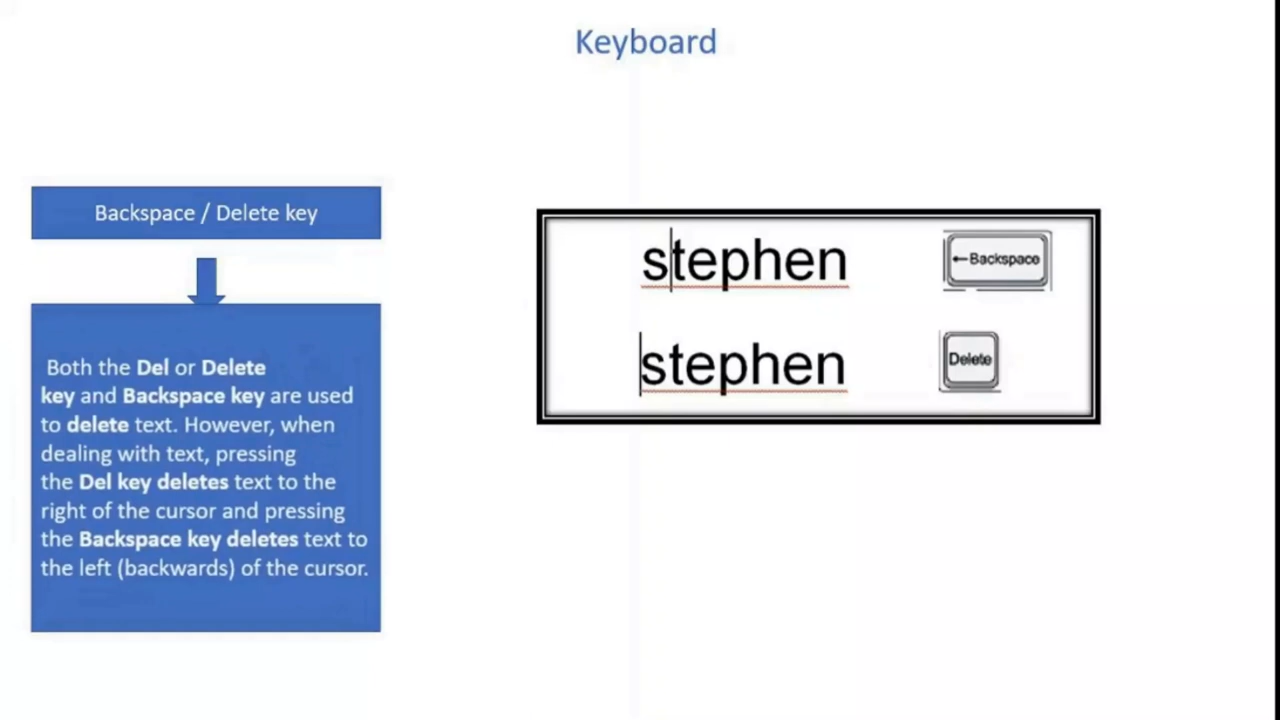 Keyboard
Backspace / Delete key
Both the Del or Delete
key and Backspace key are used
to delete text. However, when
dealing with text, pressing
the Del key deletes text to the
right of the cursor and pressing
the Backspace key deletes text to
the left (backwards) of the cursor.
stephen
←Backspace
stephen
Delete